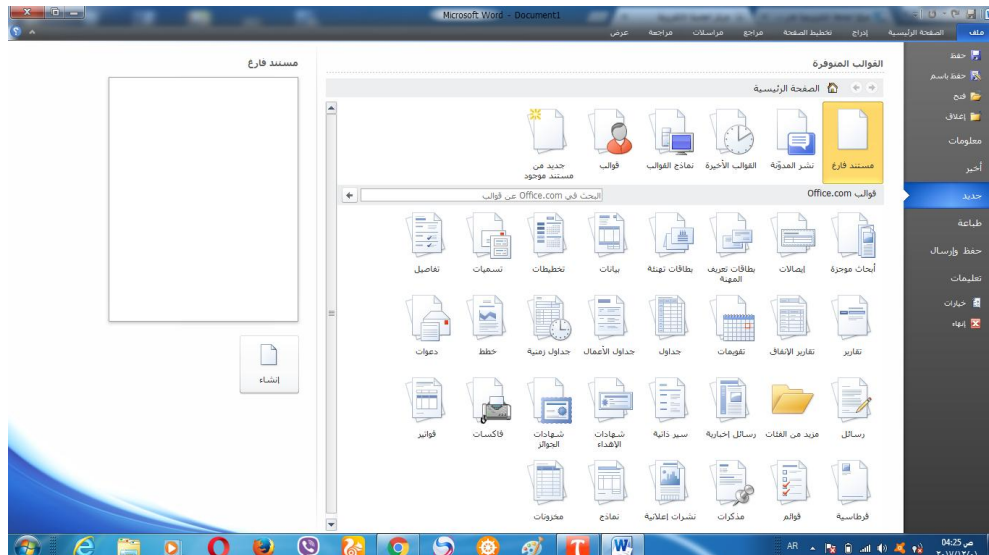 Microsoft Word - Document1
ملف الصفحة الرئيسية إدراج تخطيط الصفحة مراجع مراسلات مراجعة عرض
حفظ
حفظ باسم
فتح
إغلاق
معلومات
أخير
جديد
طباعة
حفظ وإرسال
تعليمات
خيارات
إنهاء
القوالب المتوفرة
الصفحة الرئيسية
مستند فارغ
نشر المدوّنة
القوالب الأخيرة
نماذج القوالب
قوالب
جديد من
مستند موجود
قوالب Office.com
البحث في Office.com عن قوالب
أبحاث موجزة
إيصالات
بطاقات تعريف
المهنة
بطاقات تهنئة
بيانات
تخطيطات
تسميات
تفاصيل
تقارير
تقارير الانفاق
تقويمات
جداول
جداول الأعمال
جداول زمنية
خطط
دعوات
رسائل
مزيد من الفئات
رسائل إخبارية
سير ذاتية
شهادات
الإهداء
شهادات
الجوائز
فاكسات
فواتير
قرطاسية
قوائم
مذكرات
نشرات إعلانية
نماذج
مخزونات
مستند فارغ
إنشاء
AR
04:25 ص